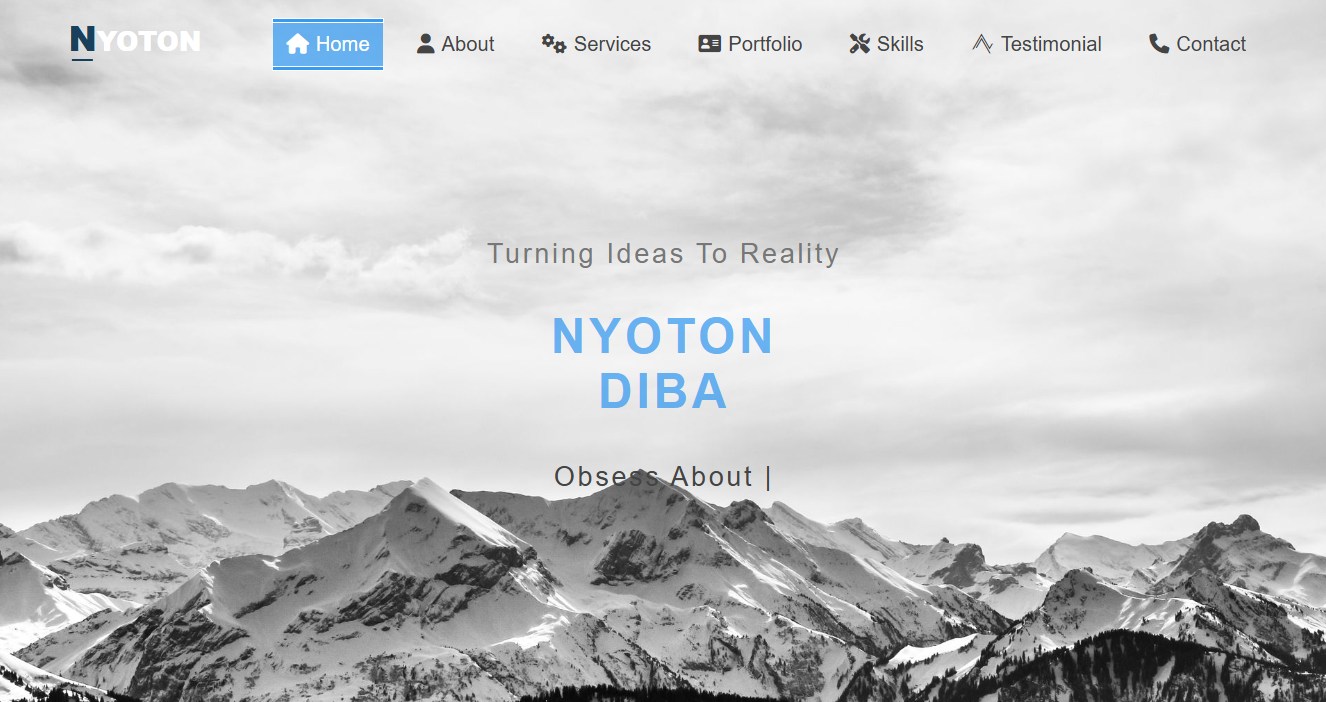 NYOTON
Home About Services Portfolio Skills Testimonial Contact
Turning Ideas To Reality
NYOTON
DIBA
Obsess About |